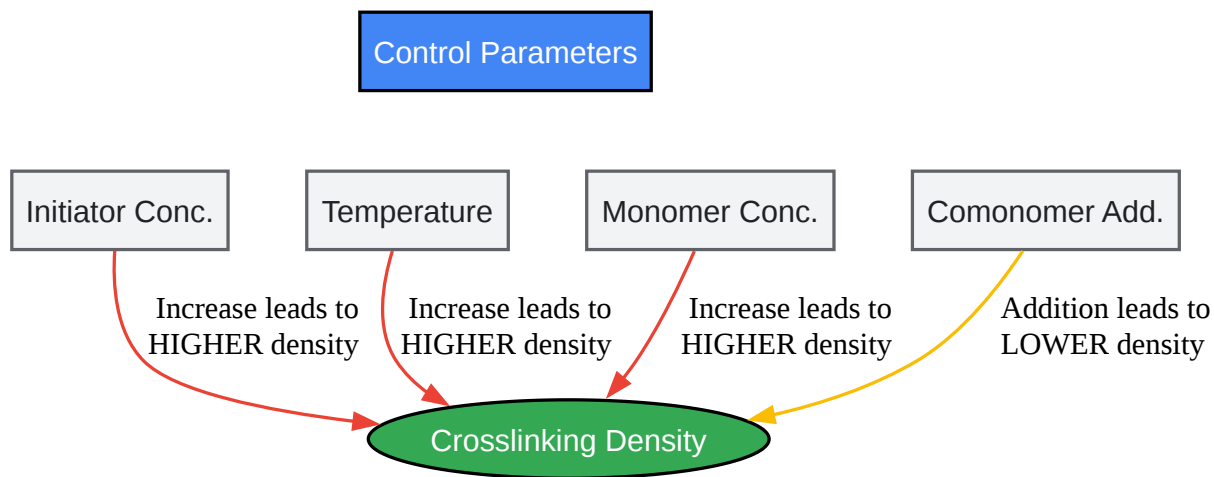 Control Parameters
Initiator Conc.
Temperature
Monomer Conc.
Comonomer Add.
Increase leads to
HIGHER density
Increase leads to
HIGHER density
Increase leads to
HIGHER density
Addition leads to
LOWER density
Crosslinking Density